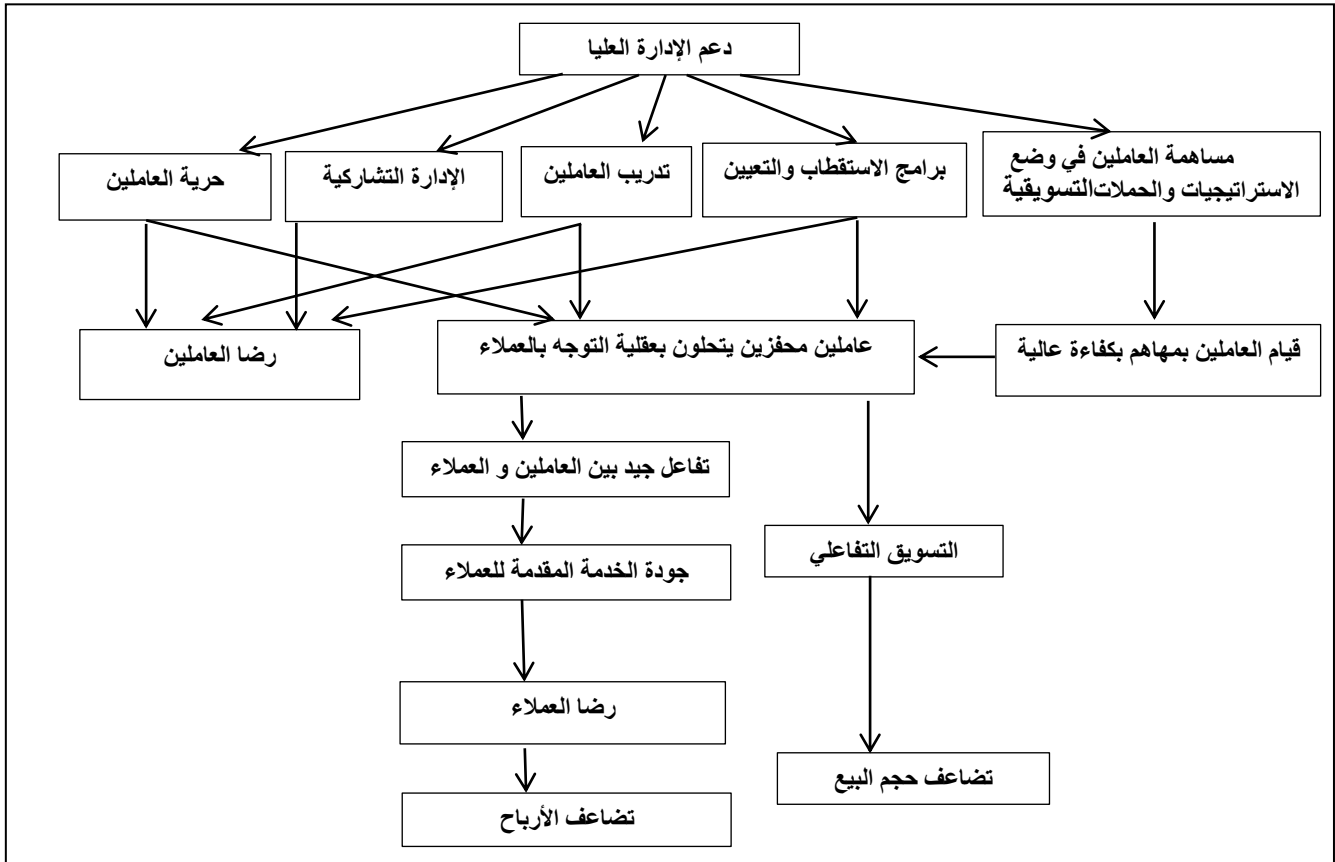 دعم الإدارة العليا
مساهمة العاملين في وضع
الاستراتيجيات والحملات التسويقية
برامج الاستقطاب والتعيين
تدريب العاملين
الإدارة التشاركية
حرية العاملين
قيام العاملين بمهاهم بكفاءة عالية
عاملين محفزين يتحلون بعقلية التوجه بالعملاء
رضا العاملين
تفاعل جيد بين العاملين و العملاء
التسويق التفاعلي
جودة الخدمة المقدمة للعملاء
رضا العملاء
تضاعف حجم البيع
تضاعف الأرباح